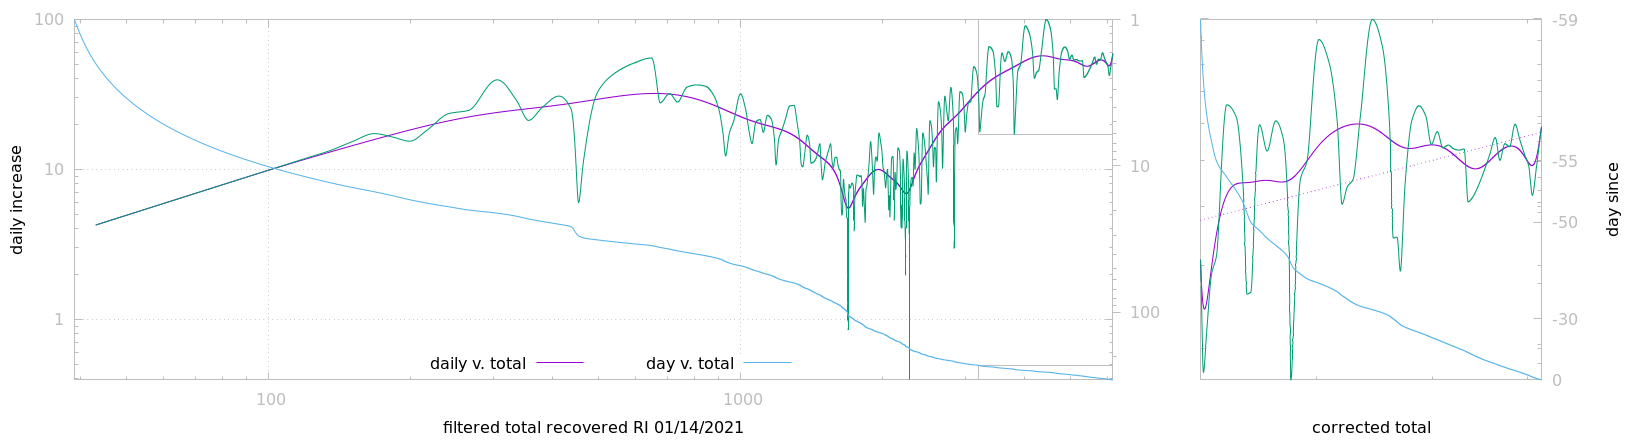 100
10
1
daily increase
100
1000
daily v. total
day v. total
filtered total recovered RI 01/14/2021
1
10
100
-59
-55
-50
-30
0
day since
corrected total